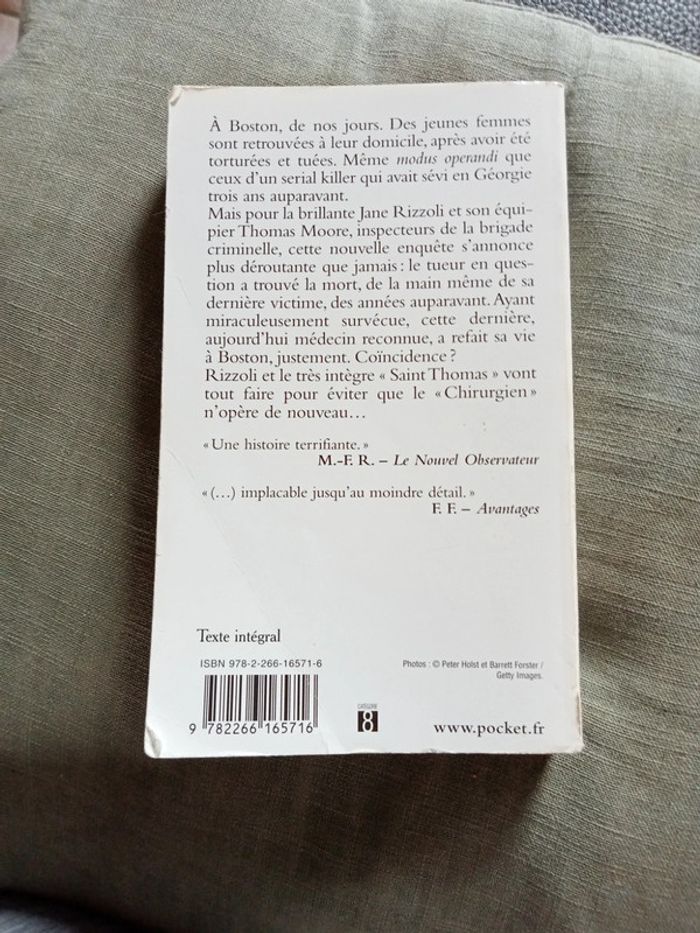 À Boston, de nos jours. Des jeunes femmes
sont retrouvées à leur domicile, après avoir été
torturées et tuées. Même modus operandi que
ceux d'un serial killer qui avait sévi en Géorgie
trois ans auparavant.
Mais pour la brillante Jane Rizzoli et son équi-
pier Thomas Moore, inspecteurs de la brigade
criminelle, cette nouvelle enquête s'annonce
plus déroutante que jamais : le tueur en ques-
tion a trouvé la mort, de la main même de sa
dernière victime, des années auparavant. Ayant
miraculeusement survécue, cette dernière,
aujourd'hui médecin reconnue, a refait sa vie
à Boston, justement. Coïncidence ?
Rizzoli et le très intègre « Saint Thomas » vont
tout faire pour éviter que le « Chirurgien »
n'opère de nouveau…
« Une histoire terrifiante. »
M.-F. R. – Le Nouvel Observateur
« (…) implacable jusqu'au moindre détail. »
F. F. – Avantages
Texte intégral
ISBN 978-2-266-16571-6
Photos : © Peter Holst et Barrett Forster /
Getty Images.
9 782266 165716
CATÉGORIE
8
www.pocket.fr